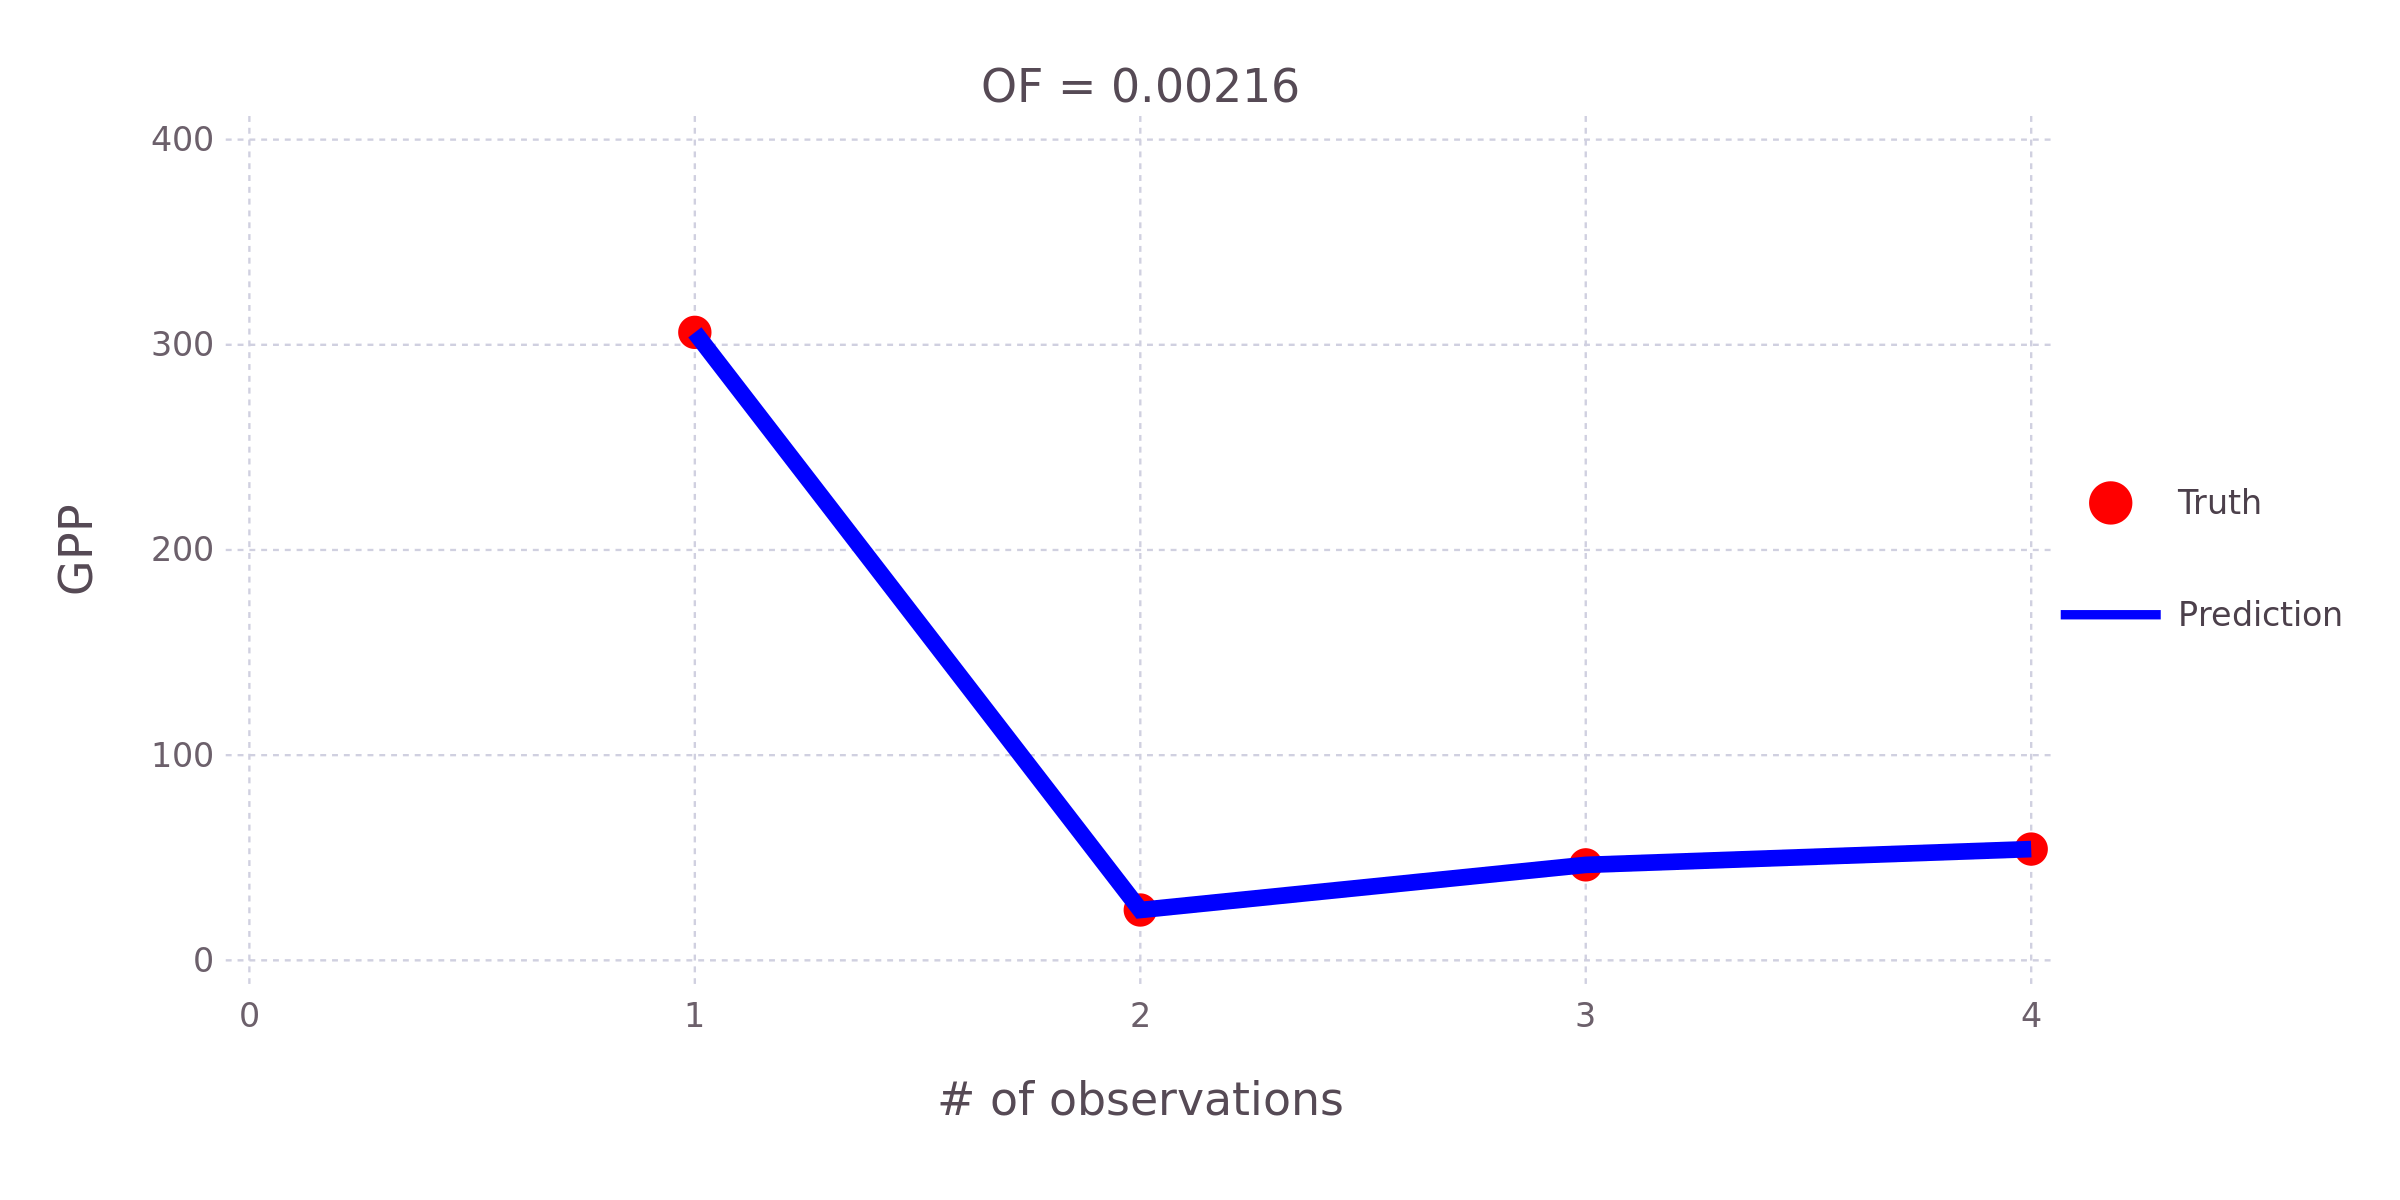 OF = 0.00216
400
300
200
100
0
GPP
0 1 2 3 4
# of observations
Truth
Prediction